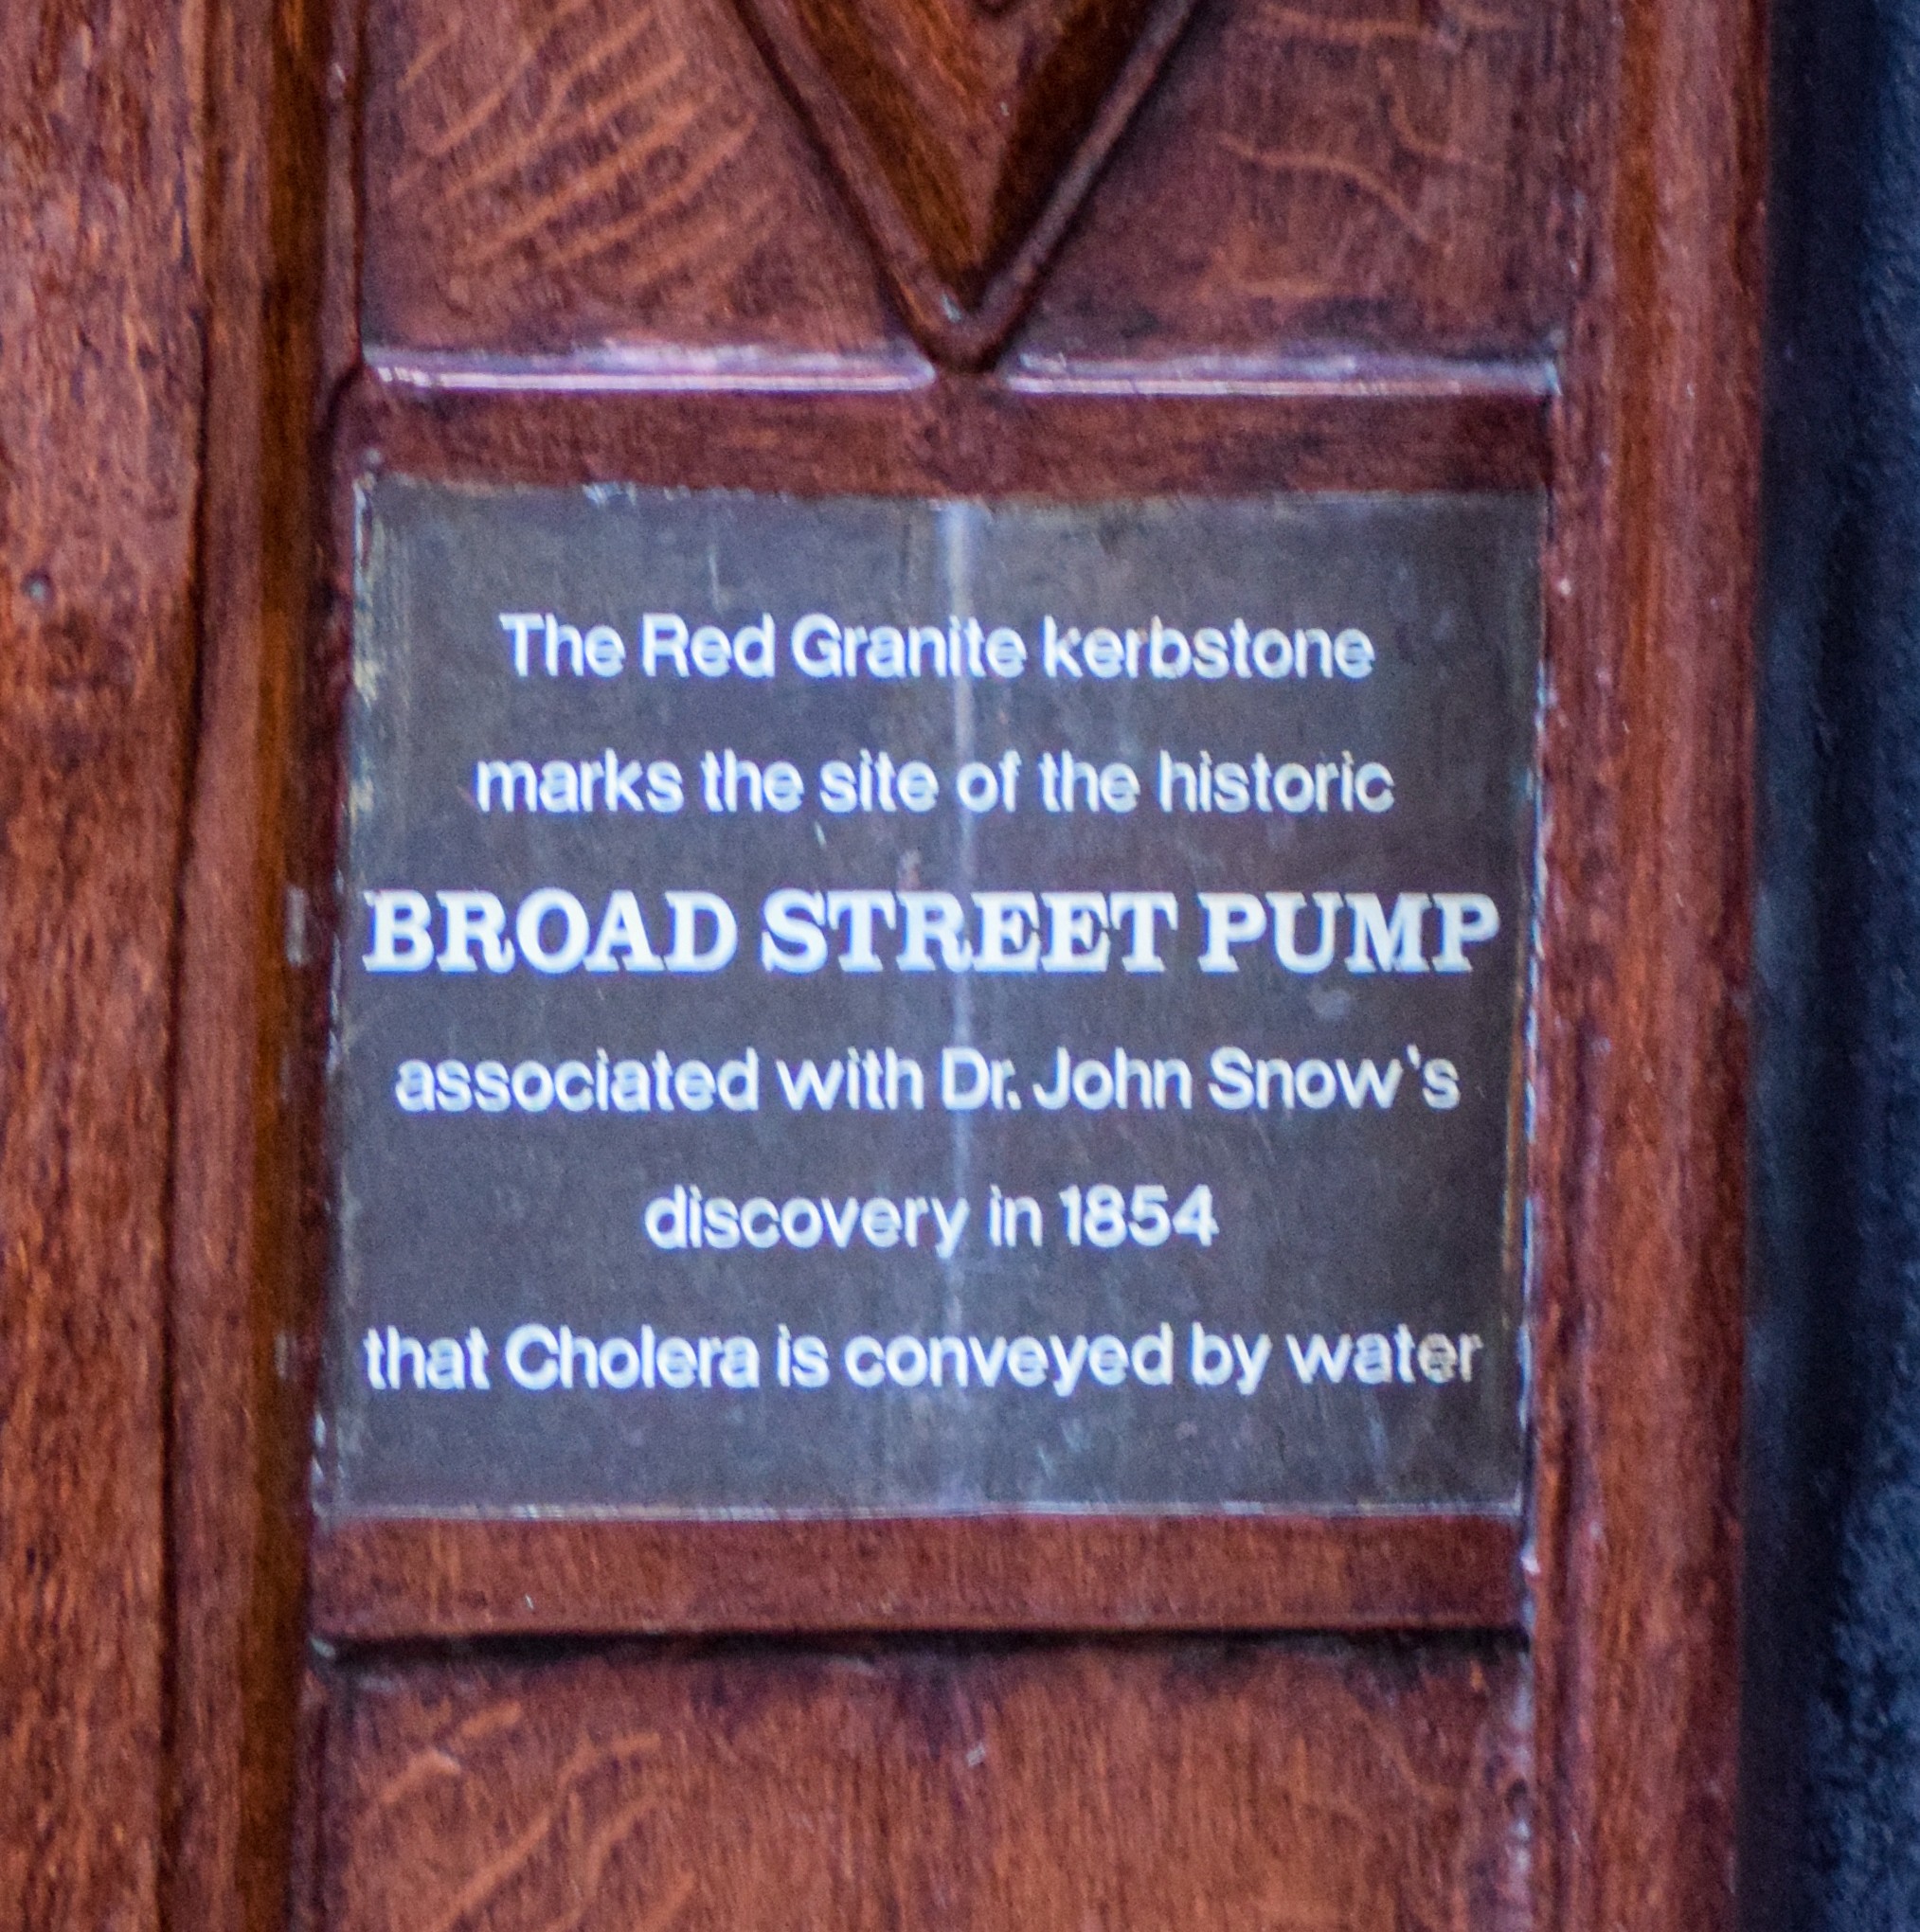 The Red Granite kerbstone
marks the site of the historic
BROAD STREET PUMP
associated with Dr. John Snow's
discovery in 1854
that Cholera is conveyed by water